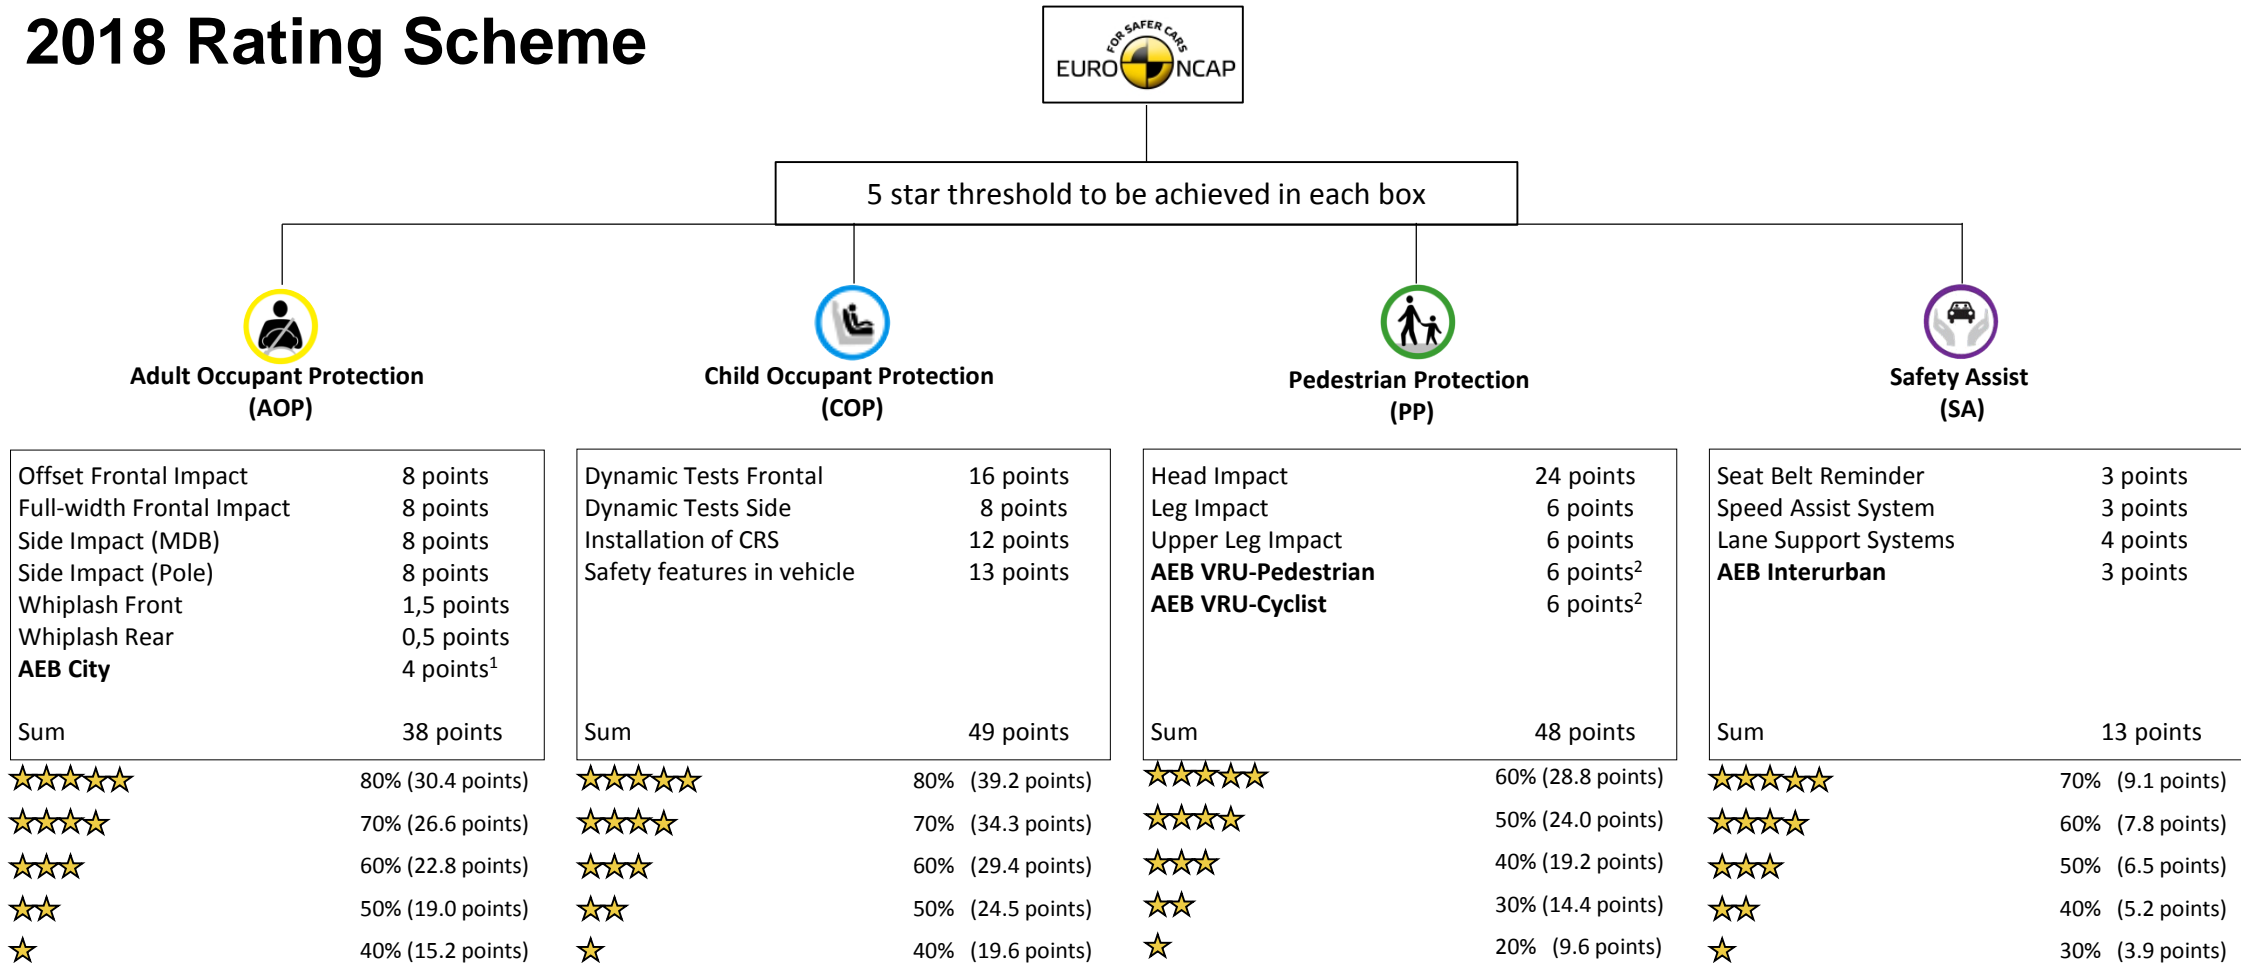 2018 Rating Scheme
FOR SAFER CARS
EURO NCAP
5 star threshold to be achieved in each box
Adult Occupant Protection
(AOP)
Offset Frontal Impact 8 points
Full-width Frontal Impact 8 points
Side Impact (MDB) 8 points
Side Impact (Pole) 8 points
Whiplash Front 1,5 points
Whiplash Rear 0,5 points
AEB City 4 points¹
Sum 38 points
80% (30.4 points)
70% (26.6 points)
60% (22.8 points)
50% (19.0 points)
40% (15.2 points)
Child Occupant Protection
(COP)
Dynamic Tests Frontal 16 points
Dynamic Tests Side 8 points
Installation of CRS 12 points
Safety features in vehicle 13 points
Sum 49 points
80% (39.2 points)
70% (34.3 points)
60% (29.4 points)
50% (24.5 points)
40% (19.6 points)
Pedestrian Protection
(PP)
Head Impact 24 points
Leg Impact 6 points
Upper Leg Impact 6 points
AEB VRU-Pedestrian 6 points²
AEB VRU-Cyclist 6 points²
Sum 48 points
60% (28.8 points)
50% (24.0 points)
40% (19.2 points)
30% (14.4 points)
20% (9.6 points)
Safety Assist
(SA)
Seat Belt Reminder 3 points
Speed Assist System 3 points
Lane Support Systems 4 points
AEB Interurban 3 points
Sum 13 points
70% (9.1 points)
60% (7.8 points)
50% (6.5 points)
40% (5.2 points)
30% (3.9 points)